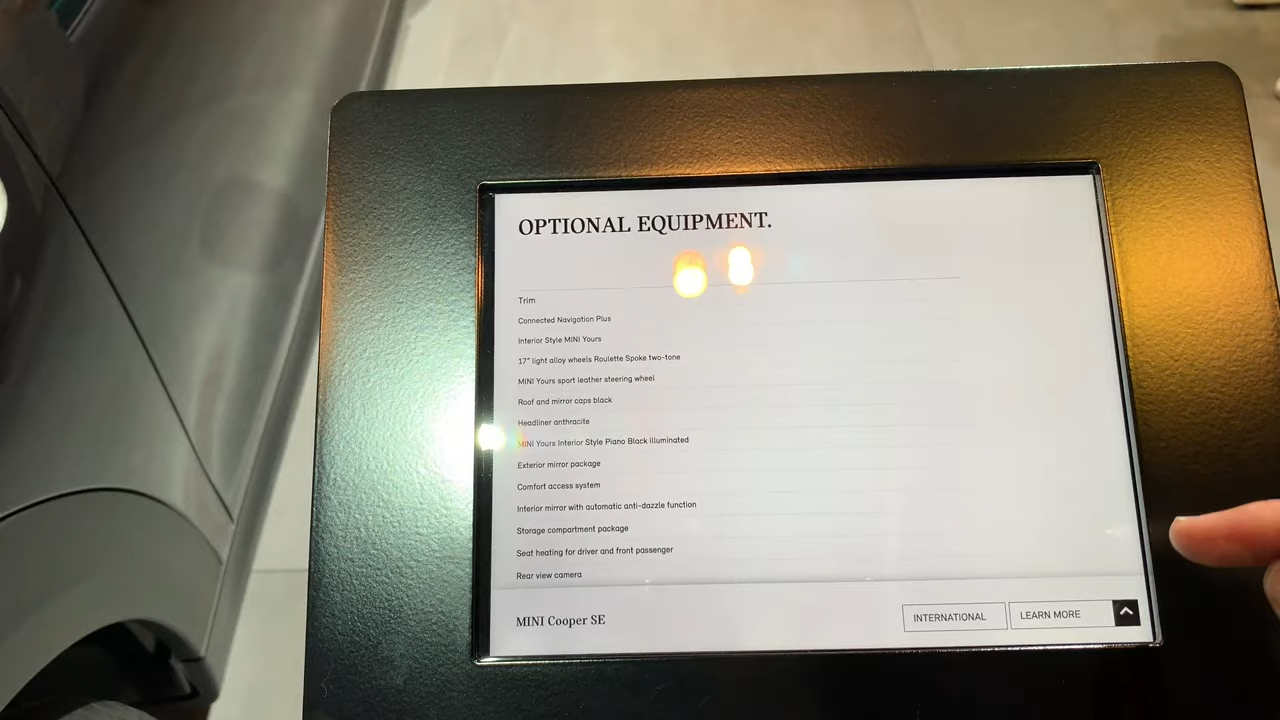 OPTIONAL EQUIPMENT.
Trim
Connected Navigation Plus
Interior Style MINI Yours
17" light alloy wheels Roulette Spoke two-tone
MINI Yours sport leather steering wheel
Roof and mirror caps black
Headliner anthracite
MINI Yours Interior Style Piano Black illuminated
Exterior mirror package
Comfort access system
Interior mirror with automatic anti-dazzle function
Storage compartment package
Seat heating for driver and front passenger
Rear view camera
MINI Cooper SE
INTERNATIONAL
LEARN MORE